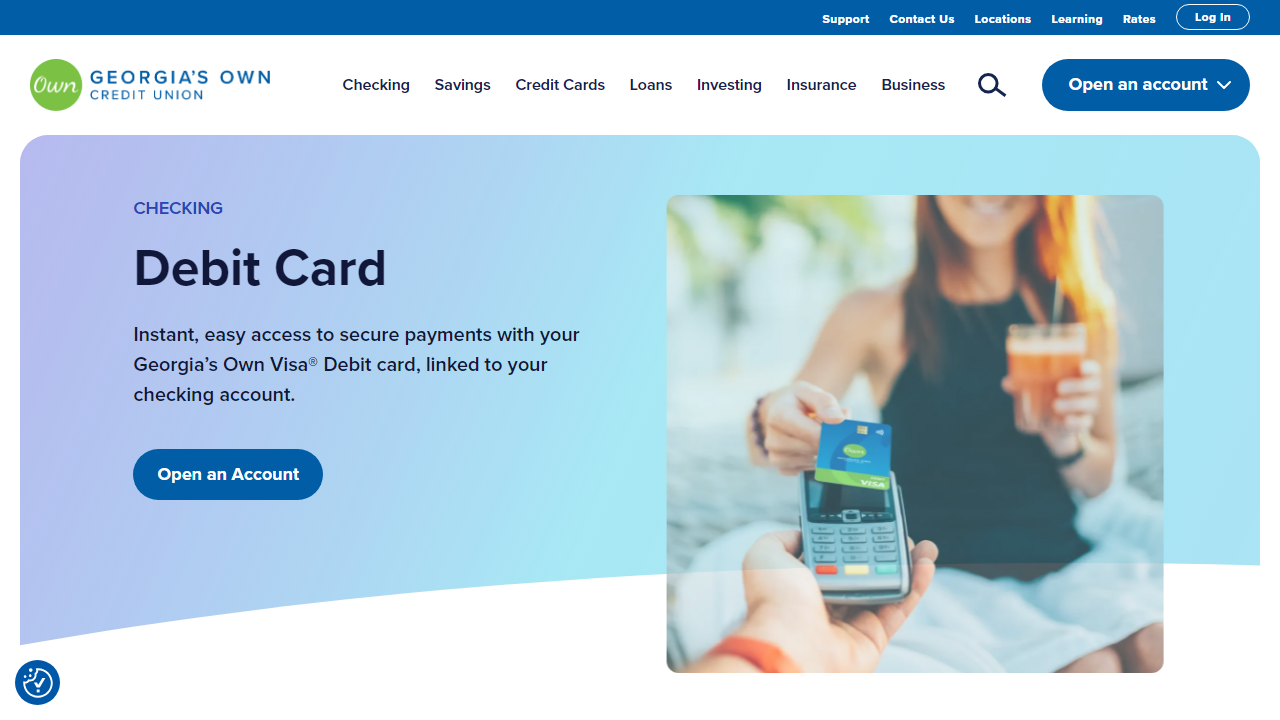 Support Contact Us Locations Learning Rates Log In
Own GEORGIA'S OWN
CREDIT UNION
Checking Savings Credit Cards Loans Investing Insurance Business Open an account
CHECKING
Debit Card
Instant, easy access to secure payments with your
Georgia’s Own Visa® Debit card, linked to your
checking account.
Open an Account
Own
VISA